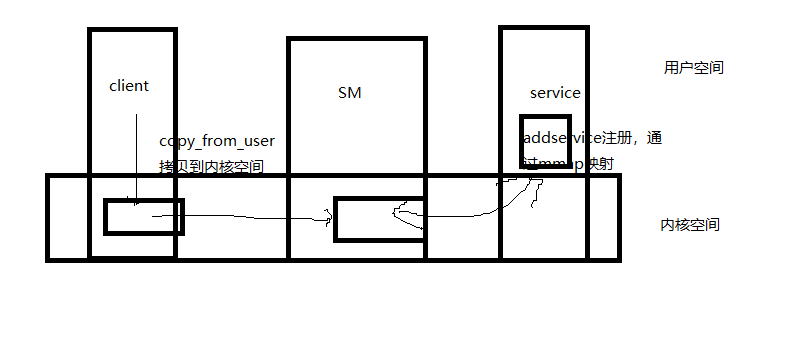 用户空间
client
SM
service
copy_from_user
拷贝到内核空间
addservice注册，通
过mmap映射
内核空间